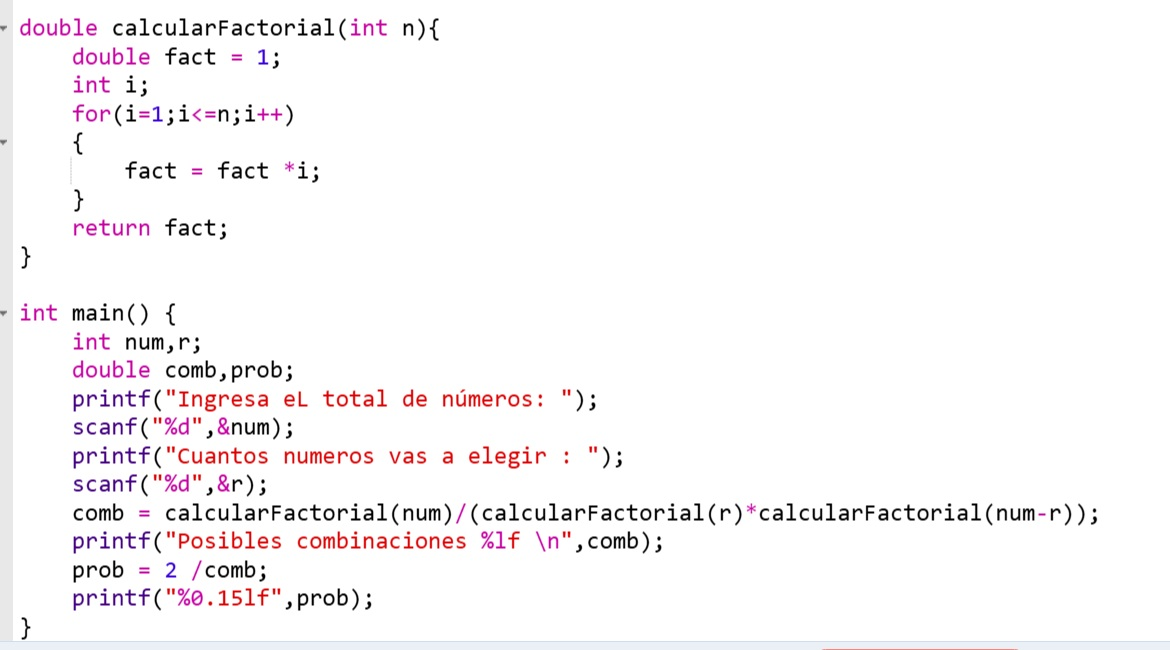 double calcularFactorial(int n){
    double fact = 1;
    int i;
    for(i=1;i<=n;i++)
    {
        fact = fact *i;
    }
    return fact;
}

int main() {
    int num,r;
    double comb,prob;
    printf("Ingresa eL total de números: ");
    scanf("%d",&num);
    printf("Cuantos numeros vas a elegir : ");
    scanf("%d",&r);
    comb = calcularFactorial(num)/(calcularFactorial(r)*calcularFactorial(num-r));
    printf("Posibles combinaciones %lf \n",comb);
    prob = 2 /comb;
    printf("%0.15lf",prob);
}